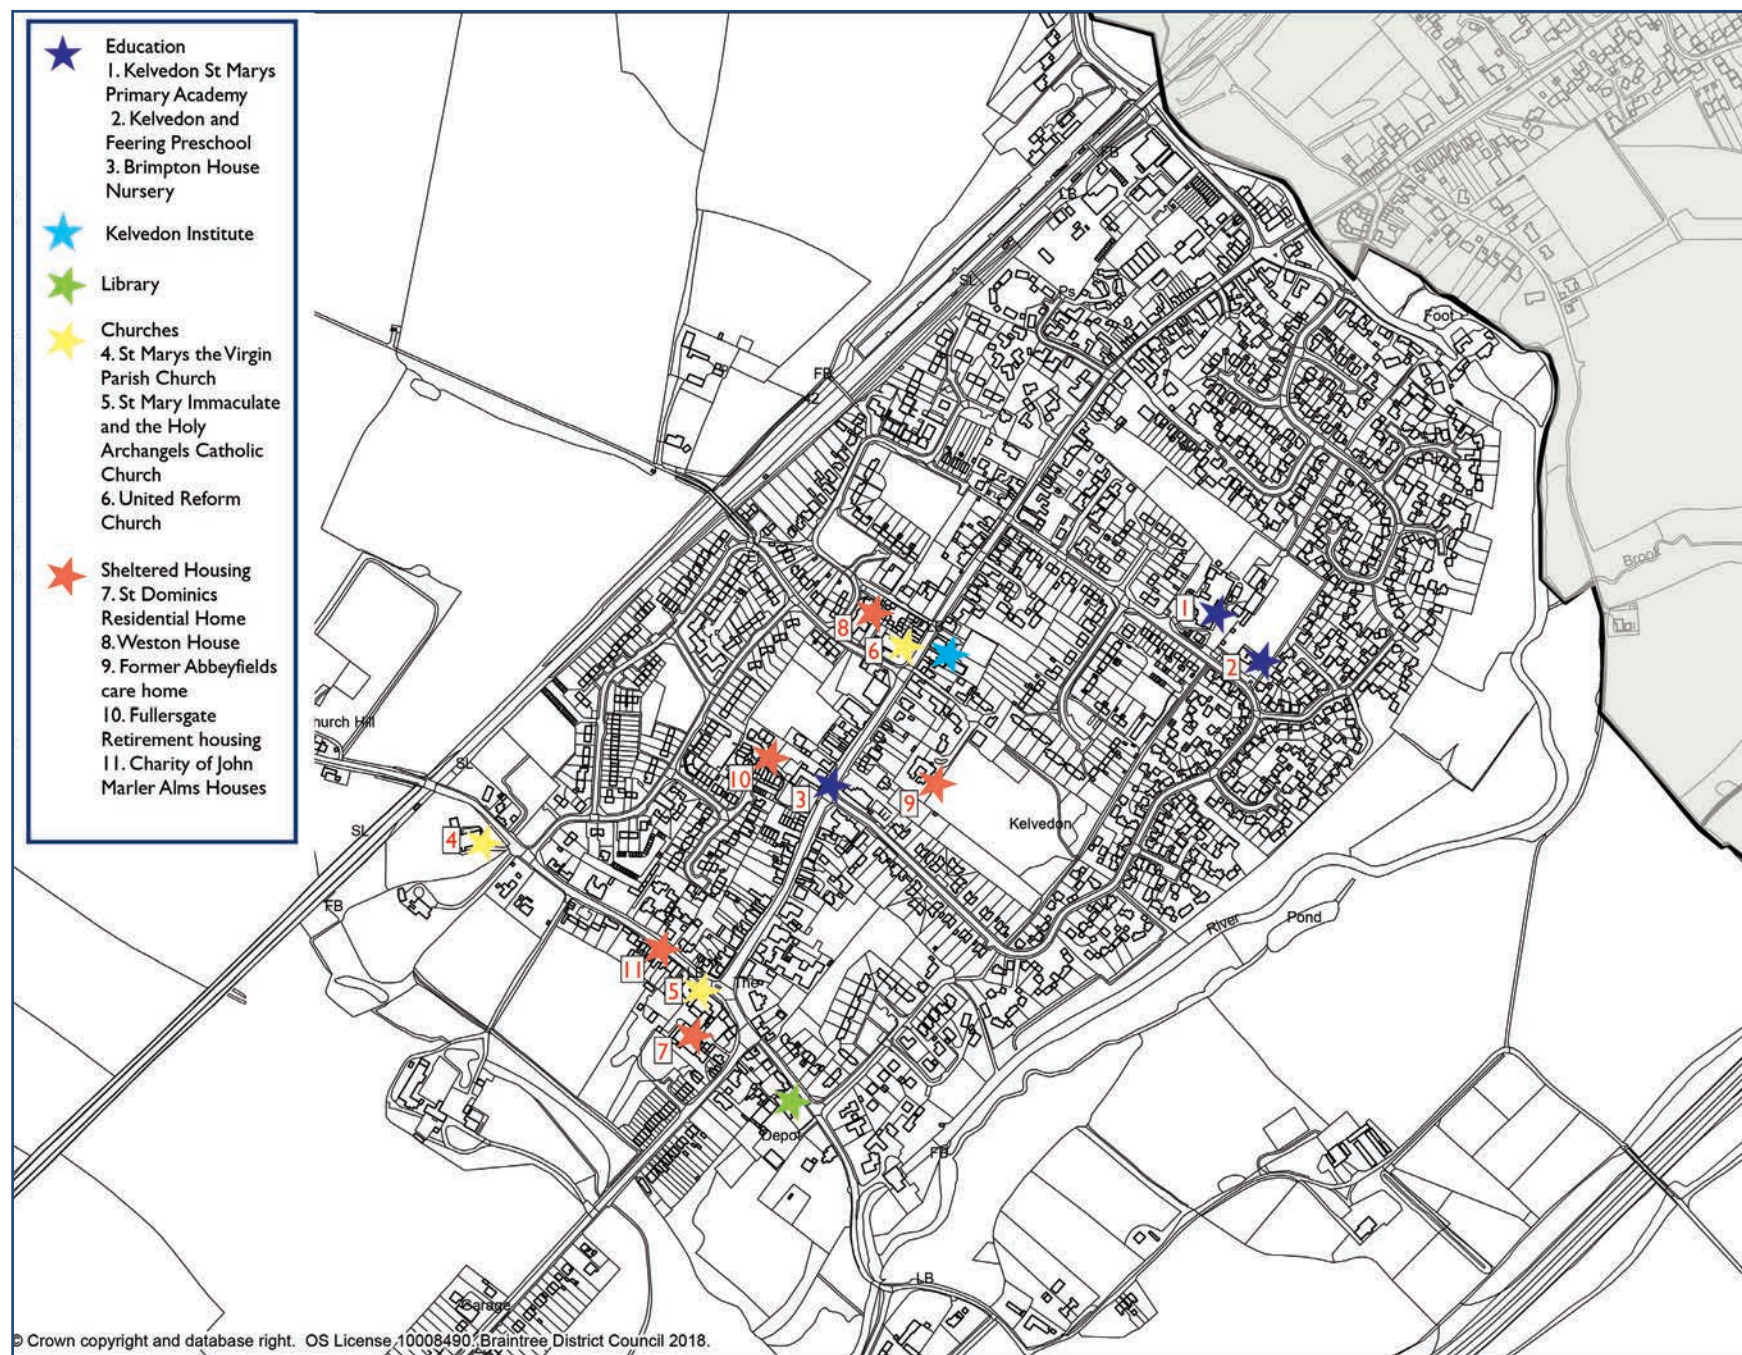 Education
1. Kelvedon St Marys
Primary Academy
2. Kelvedon and
Feering Preschool
3. Brimpton House
Nursery
Kelvedon Institute
Library
Churches
4. St Marys the Virgin
Parish Church
5. St Mary Immaculate
and the Holy
Archangels Catholic
Church
6. United Reform
Church
Sheltered Housing
7. St Dominics
Residential Home
8. Weston House
9. Former Abbeyfields
care home
10. Fullersgate
Retirement housing
11. Charity of John
Marler Alms Houses
FB
LB
SL
Ps
Foot
FB
Brook
1
8
6
2
hurch Hill
SL
10
3
9
Kelvedon
SL
4
FB
River
Pond
11
5
The
7
Depot
FB
LB
Garage
© Crown copyright and database right. OS License 10008490. Braintree District Council 2018.